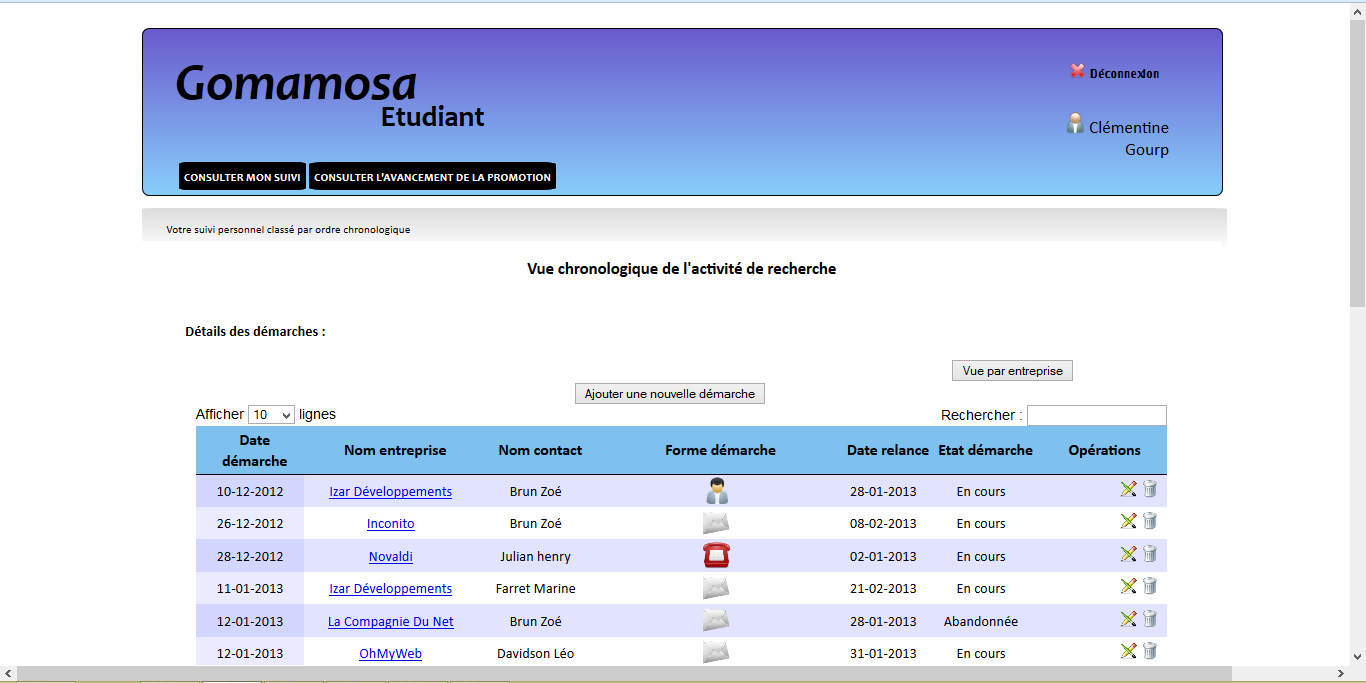 Gomamosa
Etudiant
Déconnexion
Clémentine
Gourp
CONSULTER MON SUIVI CONSULTER L'AVANCEMENT DE LA PROMOTION
Votre suivi personnel classé par ordre chronologique
Vue chronologique de l'activité de recherche
Détails des démarches :
Vue par entreprise
Ajouter une nouvelle démarche
Afficher 10 lignes Rechercher :
Date démarche Nom entreprise Nom contact Forme démarche Date relance Etat démarche Opérations
10-12-2012 Izar Développements Brun Zoé 28-01-2013 En cours
26-12-2012 Inconito Brun Zoé 08-02-2013 En cours
28-12-2012 Novaldi Julian henry 02-01-2013 En cours
11-01-2013 Izar Développements Farret Marine 21-02-2013 En cours
12-01-2013 La Compagnie Du Net Brun Zoé 28-01-2013 Abandonnée
12-01-2013 OhMyWeb Davidson Léo 31-01-2013 En cours